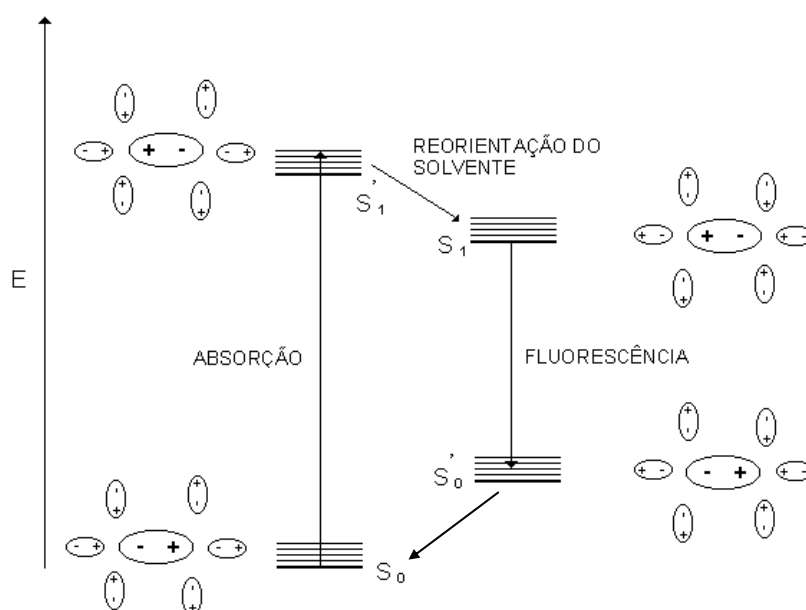 REORIENTAÇÃO DO
SOLVENTE
S'1
S1
E
ABSORÇÃO
FLUORESCÊNCIA
S'0
S0